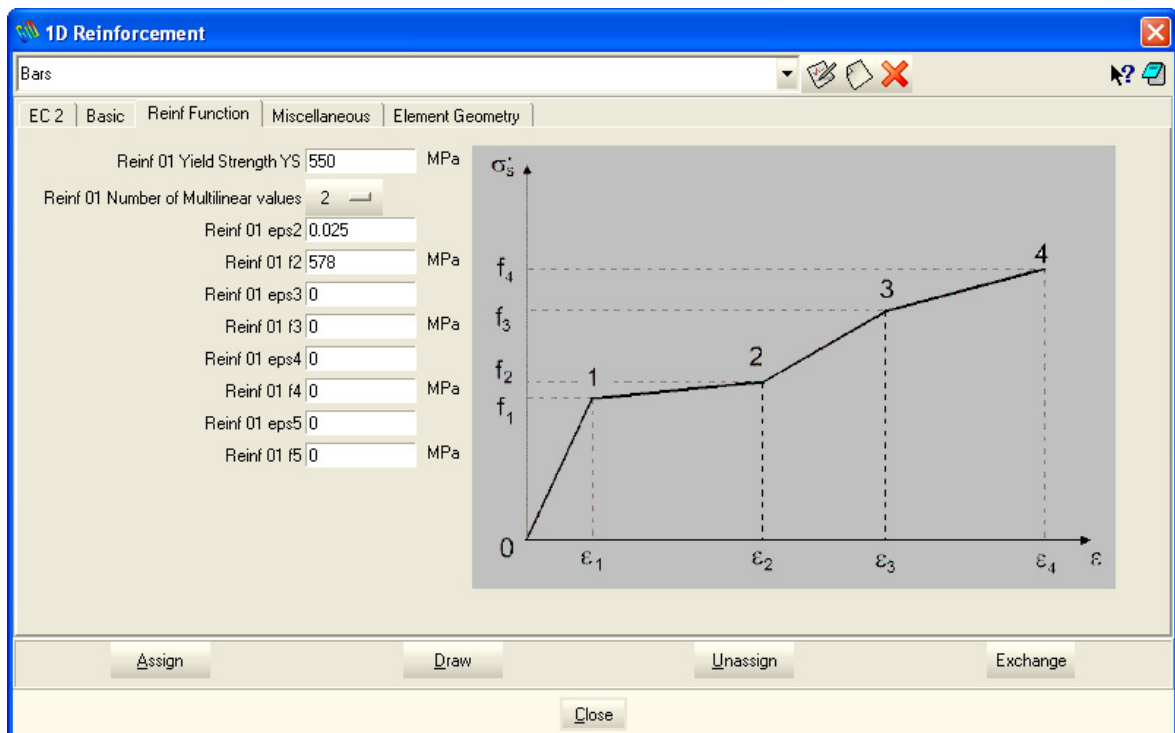 1D Reinforcement
Bars
EC 2 Basic Reinf Function Miscellaneous Element Geometry
Reinf 01 Yield Strength YS 550 MPa
Reinf 01 Number of Multilinear values 2
Reinf 01 eps2 0.025
Reinf 01 f2 578 MPa
Reinf 01 eps3 0
Reinf 01 f3 0 MPa
Reinf 01 eps4 0
Reinf 01 f4 0 MPa
Reinf 01 eps5 0
Reinf 01 f5 0 MPa
σs
f4
f3
f2
f1
1
2
3
4
0
ε1 ε2 ε3 ε4 ε
Assign Draw Unassign Exchange
Close